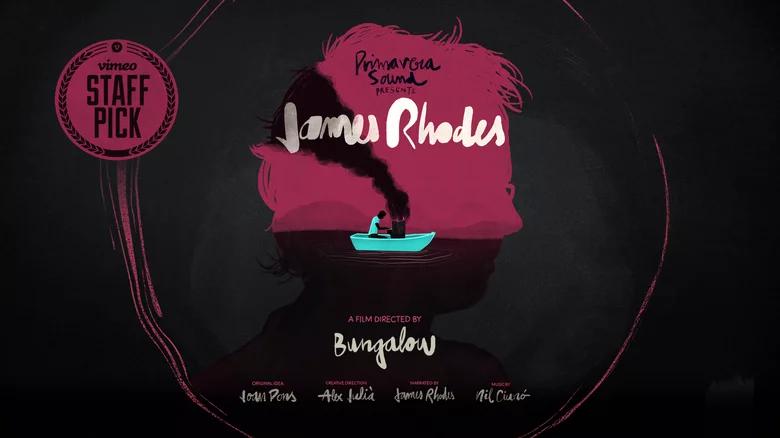 vimeo
STAFF
PICK
Primavera
Sound
PRESENTS
James Rhodes
A FILM DIRECTED BY
Bungalow
ORIGINAL IDEA
Joan Pons
CREATIVE DIRECTION
Alex Julià
NARRATED BY
James Rhodes
MUSIC BY
Nil Ciuró